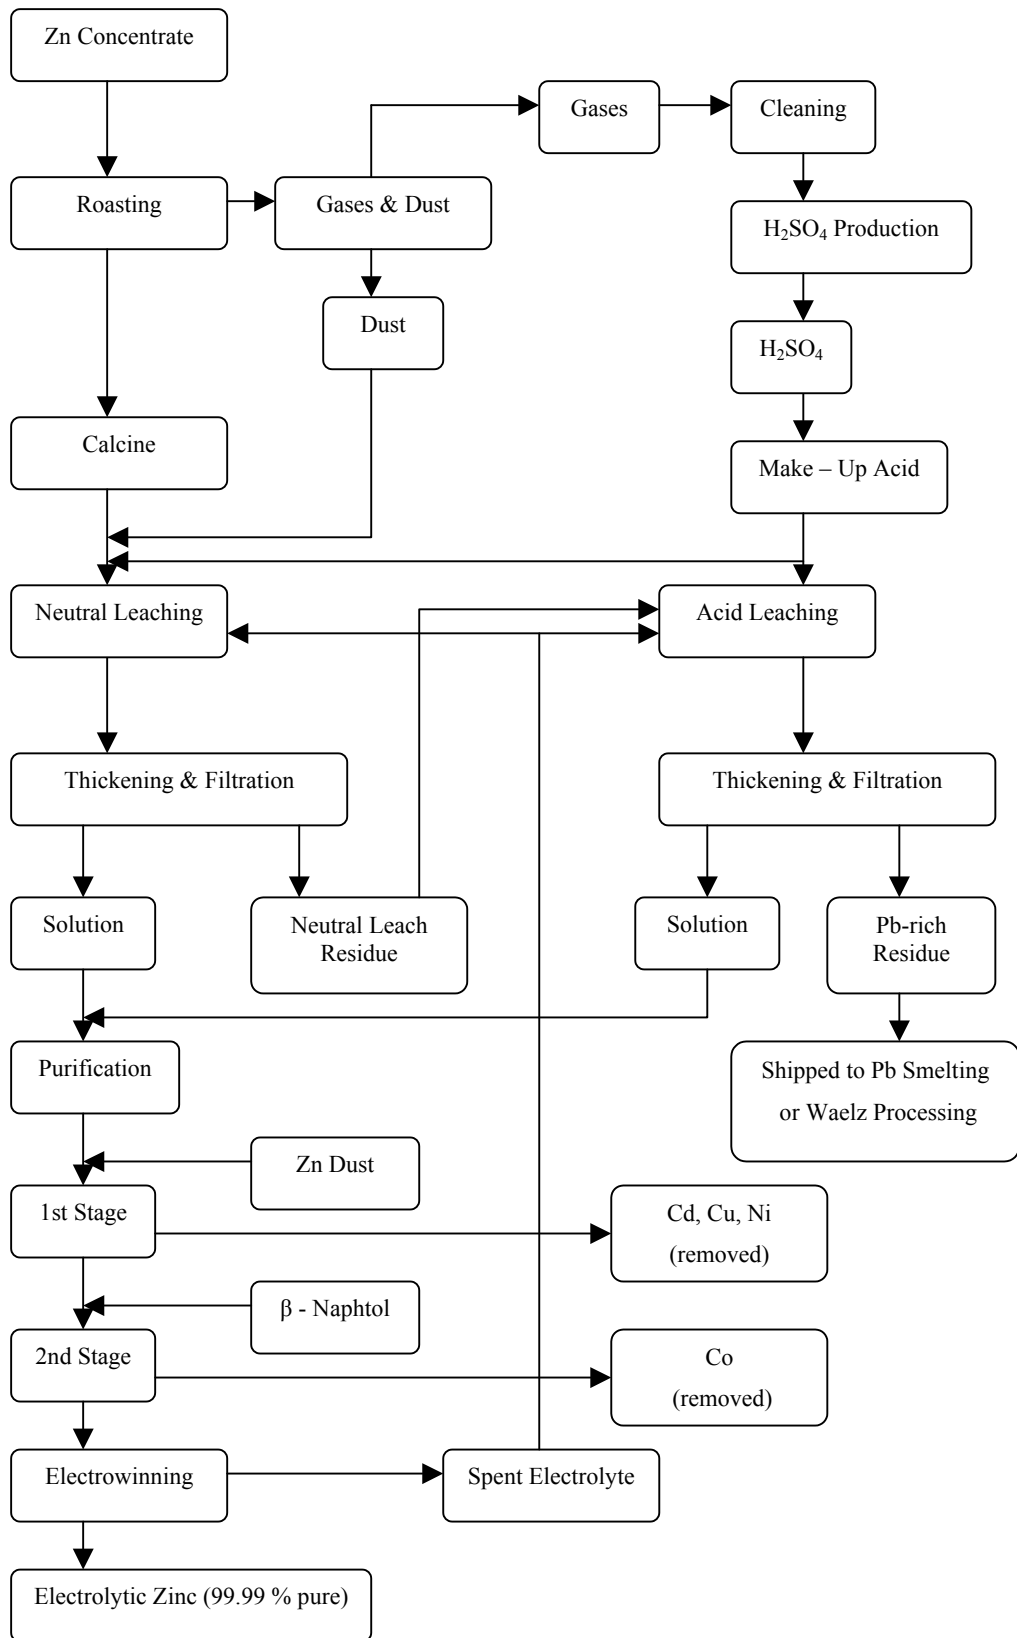 Zn Concentrate
Gases
Cleaning
Roasting
Gases & Dust
H₂SO₄ Production
Dust
H₂SO₄
Calcine
Make – Up Acid
Neutral Leaching
Acid Leaching
Thickening & Filtration
Thickening & Filtration
Solution
Neutral Leach
Residue
Solution
Pb-rich
Residue
Purification
Shipped to Pb Smelting
or Waelz Processing
Zn Dust
1st Stage
Cd, Cu, Ni
(removed)
β - Naphtol
2nd Stage
Co
(removed)
Electrowinning
Spent Electrolyte
Electrolytic Zinc (99.99 % pure)